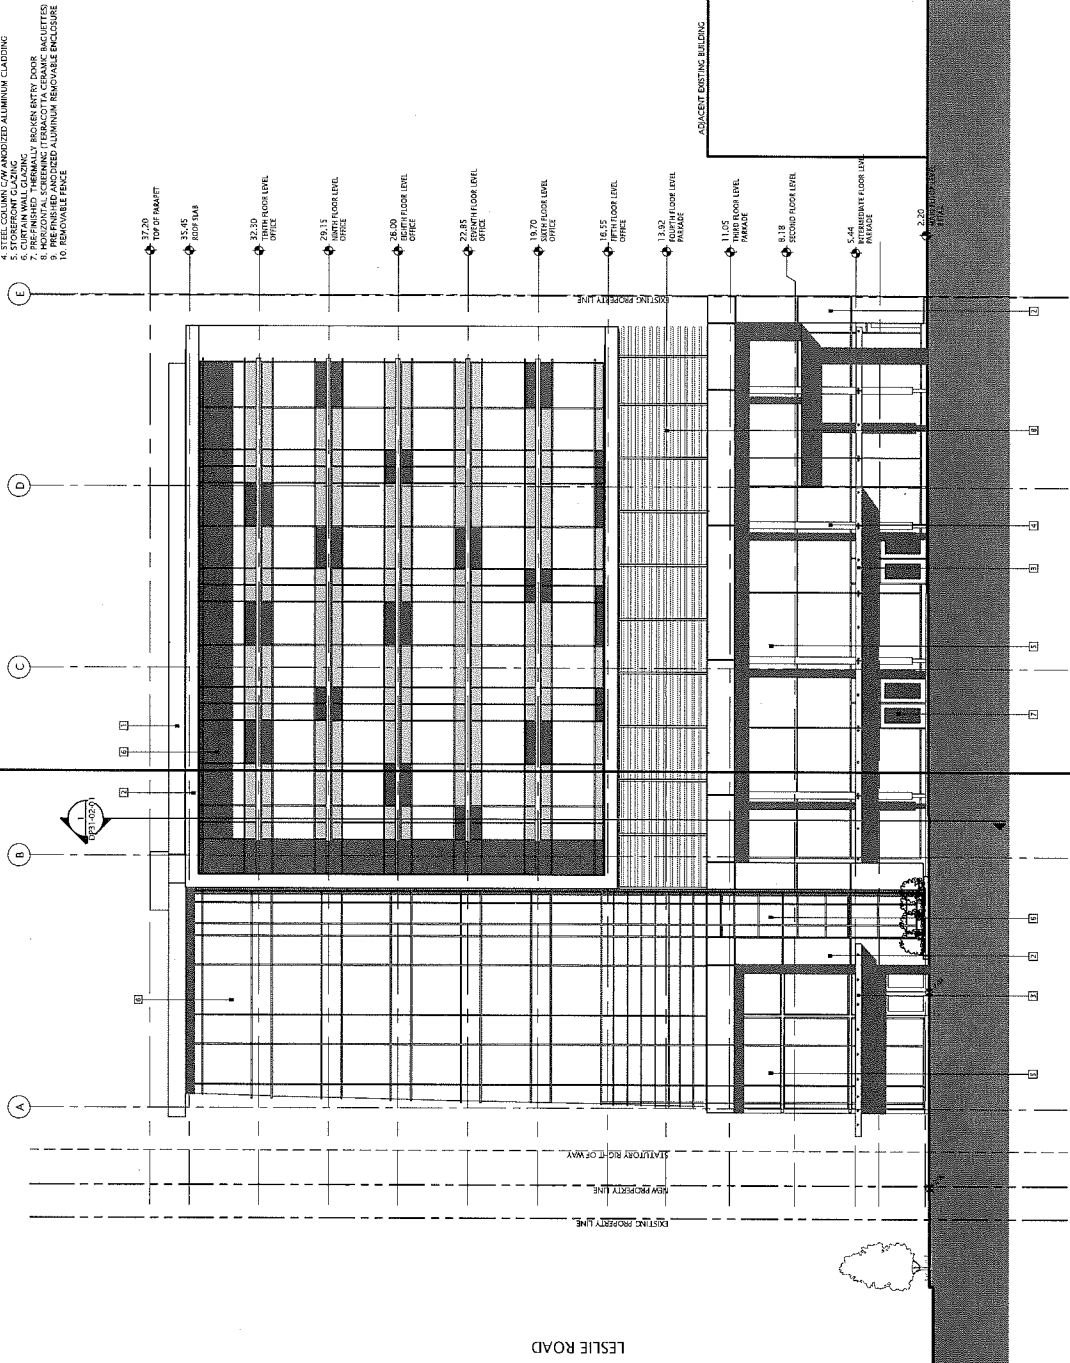 4. STEEL COLUMN C/W ANODIZED ALUMINUM CLADDING
5. STOREFRONT GLAZING
6. CURTAIN WALL GLAZING
7. PRE-FINISHED THERMALLY BROKEN ENTRY DOOR
8. HORIZONTAL SCREENING (TERRACOTTA CERAMIC BAGUETTES)
9. PRE-FINISHED ANODIZED ALUMINUM REMOVABLE ENCLOSURE
10. REMOVABLE FENCE
ADJACENT EXISTING BUILDING
37.20
TOP OF PARAPET
35.45
ROOF SLAB
32.30
TENTH FLOOR LEVEL
OFFICE
29.15
NINTH FLOOR LEVEL
OFFICE
26.00
EIGHTH FLOOR LEVEL
OFFICE
22.85
SEVENTH FLOOR LEVEL
OFFICE
19.70
SIXTH FLOOR LEVEL
OFFICE
16.55
FIFTH FLOOR LEVEL
OFFICE
13.92
FOURTH FLOOR LEVEL
PARKADE
11.05
THIRD FLOOR LEVEL
PARKADE
8.18
SECOND FLOOR LEVEL
5.44
INTERMEDIATE FLOOR LEVEL
PARKADE
2.20
E
D
C
B
A
EXISTING PROPERTY LINE
1
6
2
1
DP31-02-01
6
2
8
4
3
5
7
6
2
3
5
STATUTORY RIGHT OF WAY
NEW PROPERTY LINE
EXISTING PROPERTY LINE
LESLIE ROAD